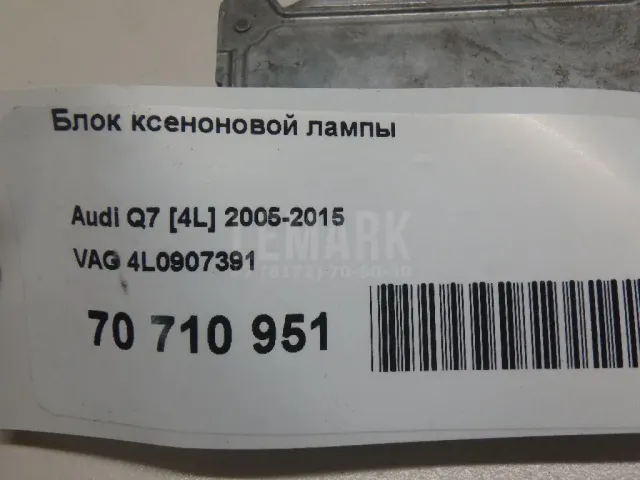 Блок ксеноновой лампы
Audi Q7 [4L] 2005-2015
VAG 4L0907391
70 710 951